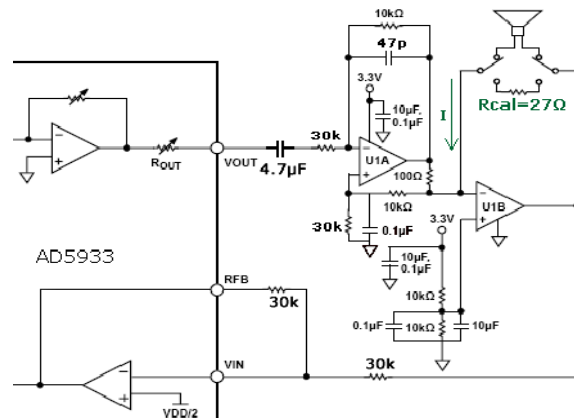 10kΩ
47p
3.3V
10µF,
0.1µF
I
Rcal=27Ω
ROUT
VOUT
4.7µF
30k
U1A
100Ω
10kΩ
30k
0.1µF
U1B
3.3V
AD5933
10µF,
0.1µF
RFB
30k
10kΩ
0.1µF
10kΩ
10µF
VIN
30k
VDD/2